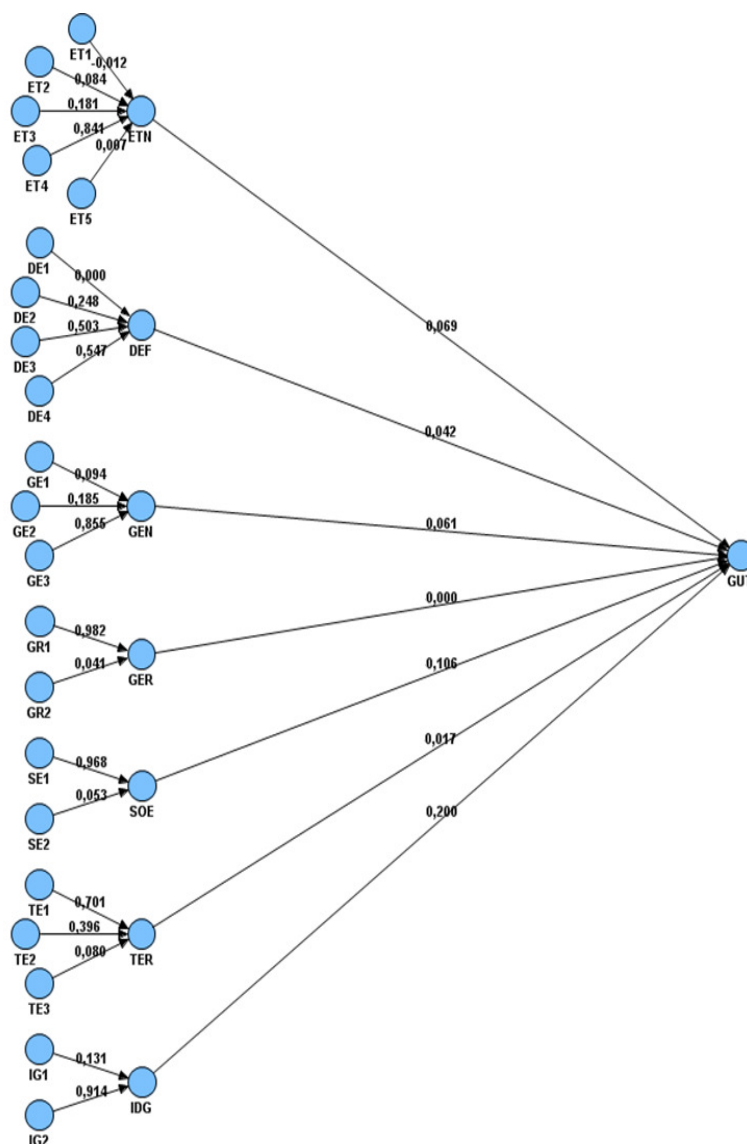 ET1
-0,012
ET2
0,084
ET3
0,181
ETN
0,841
ET4
0,007
ET5
DE1
0,000
DE2
0,248
DE3
0,503
DEF
0,547
DE4
0,069
0,042
GE1
0,094
GE2
0,185
GEN
0,855
GE3
0,061
GUT
GR1
0,982
GER
0,041
GR2
0,000
0,106
SE1
0,968
SOE
0,053
SE2
0,017
0,200
TE1
0,701
TE2
0,396
TER
0,080
TE3
IG1
0,131
IDG
0,914
IG2